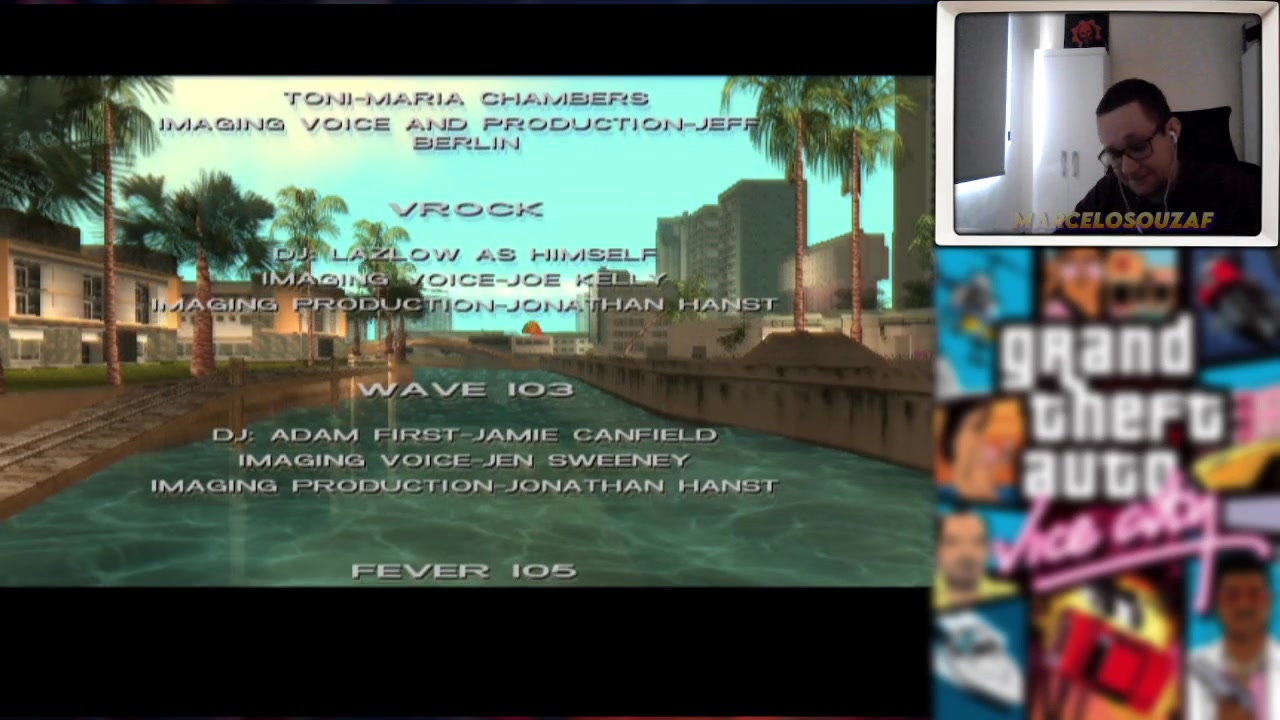 TONI-MARIA CHAMBERS
IMAGING VOICE AND PRODUCTION-JEFF
BERLIN
VROCK
DJ: LAZLOW AS HIMSELF
IMAGING VOICE-JOE KELLY
IMAGING PRODUCTION-JONATHAN HANST
WAVE 103
DJ: ADAM FIRST-JAMIE CANFIELD
IMAGING VOICE-JEN SWEENEY
IMAGING PRODUCTION-JONATHAN HANST
FEVER 105
MARCELOSOUZAF
grand
theft
auto
Vice City